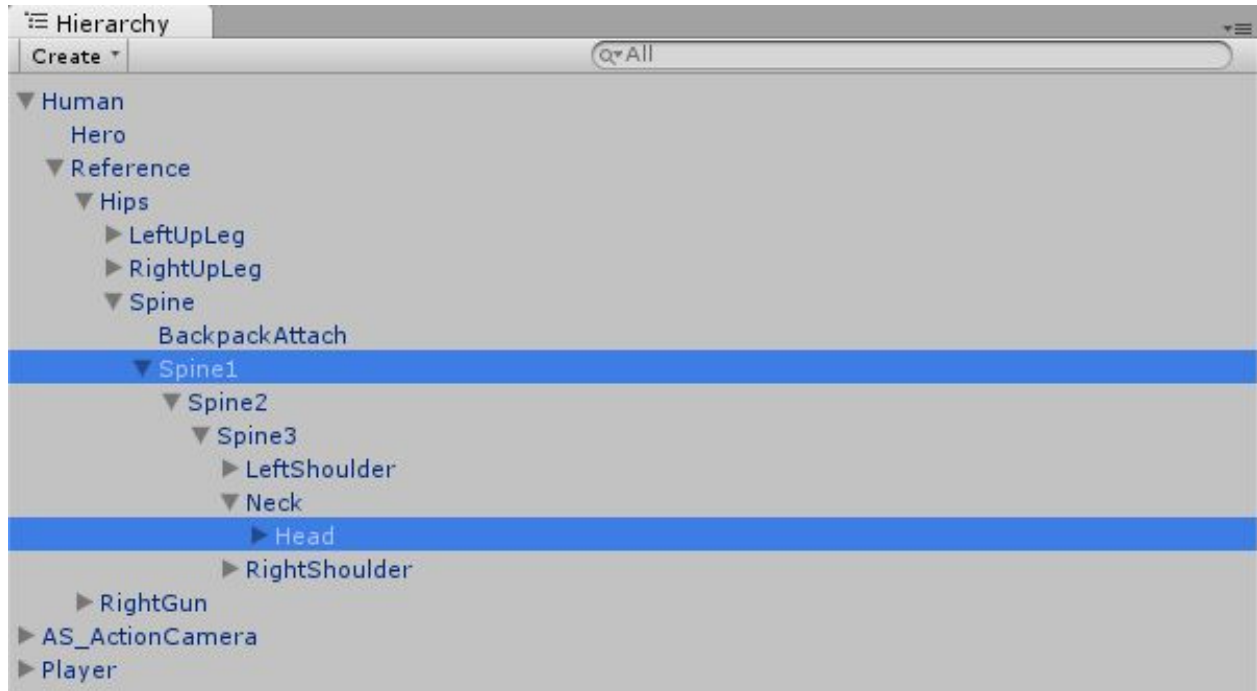 Hierarchy
Create All
Human
Hero
Reference
Hips
LeftUpLeg
RightUpLeg
Spine
BackpackAttach
Spine1
Spine2
Spine3
LeftShoulder
Neck
Head
RightShoulder
RightGun
AS_ActionCamera
Player